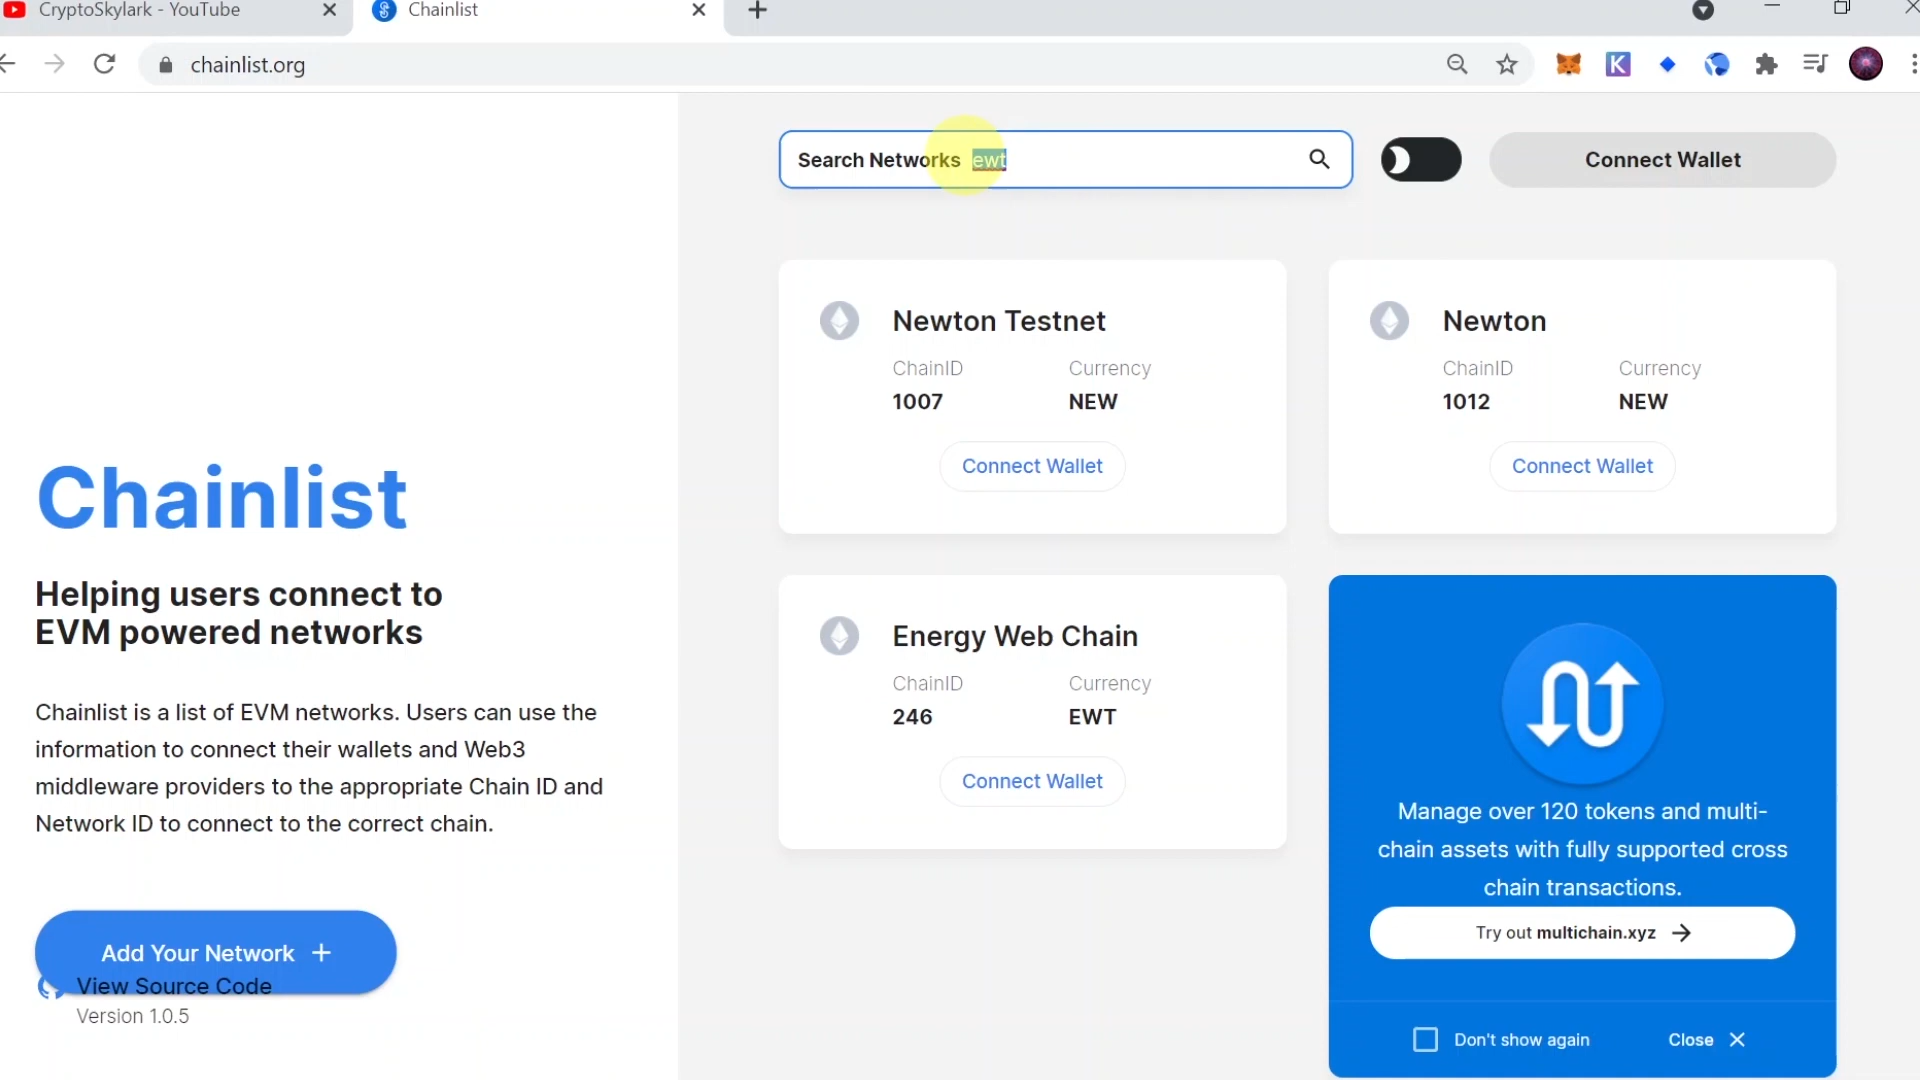 CryptoSkylark - YouTube
Chainlist
chainlist.org
K
Search Networks ewt
Connect Wallet
Newton Testnet
ChainID Currency
1007 NEW
Connect Wallet
Newton
ChainID Currency
1012 NEW
Connect Wallet
Chainlist
Helping users connect to
EVM powered networks
Chainlist is a list of EVM networks. Users can use the
information to connect their wallets and Web3
middleware providers to the appropriate Chain ID and
Network ID to connect to the correct chain.
Add Your Network +
View Source Code
Version 1.0.5
Energy Web Chain
ChainID Currency
246 EWT
Connect Wallet
Manage over 120 tokens and multi-
chain assets with fully supported cross
chain transactions.
Try out multichain.xyz →
Don't show again
Close